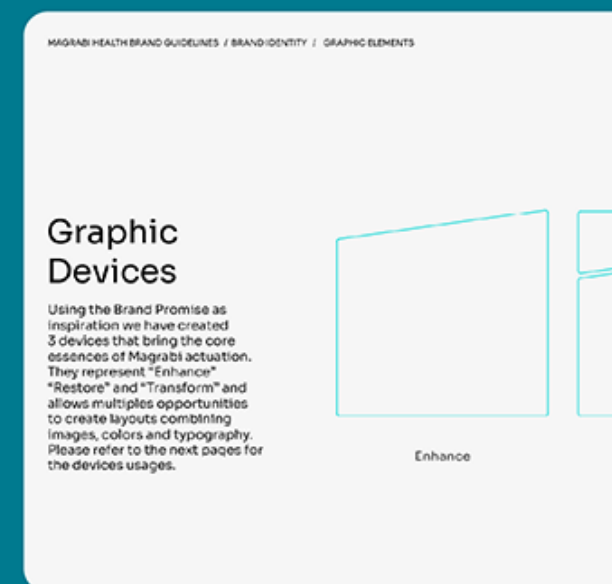 MAGRABI HEALTH BRAND GUIDELINES / BRAND IDENTITY / GRAPHIC ELEMENTS
Graphic
Devices
Using the Brand Promise as
inspiration we have created
3 devices that bring the core
essences of Magrabi actuation.
They represent “Enhance”
“Restore” and “Transform” and
allows multiples opportunities
to create layouts combining
images, colors and typography.
Please refer to the next pages for
the devices usages.
Enhance